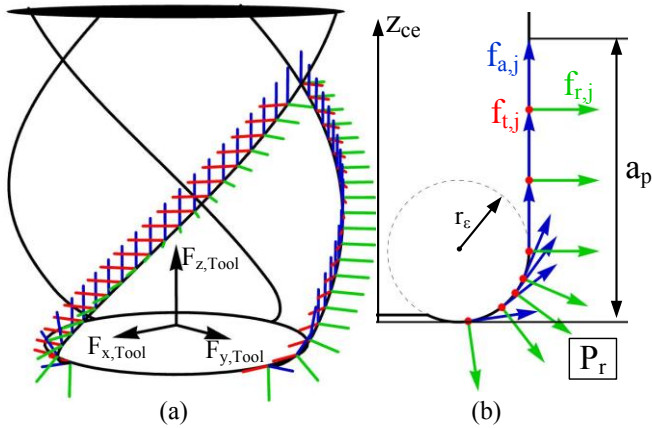 F_z,Tool
F_x,Tool
F_y,Tool
(a)
z_ce
f_a,j
f_r,j
f_t,j
a_p
r_ε
P_r
(b)